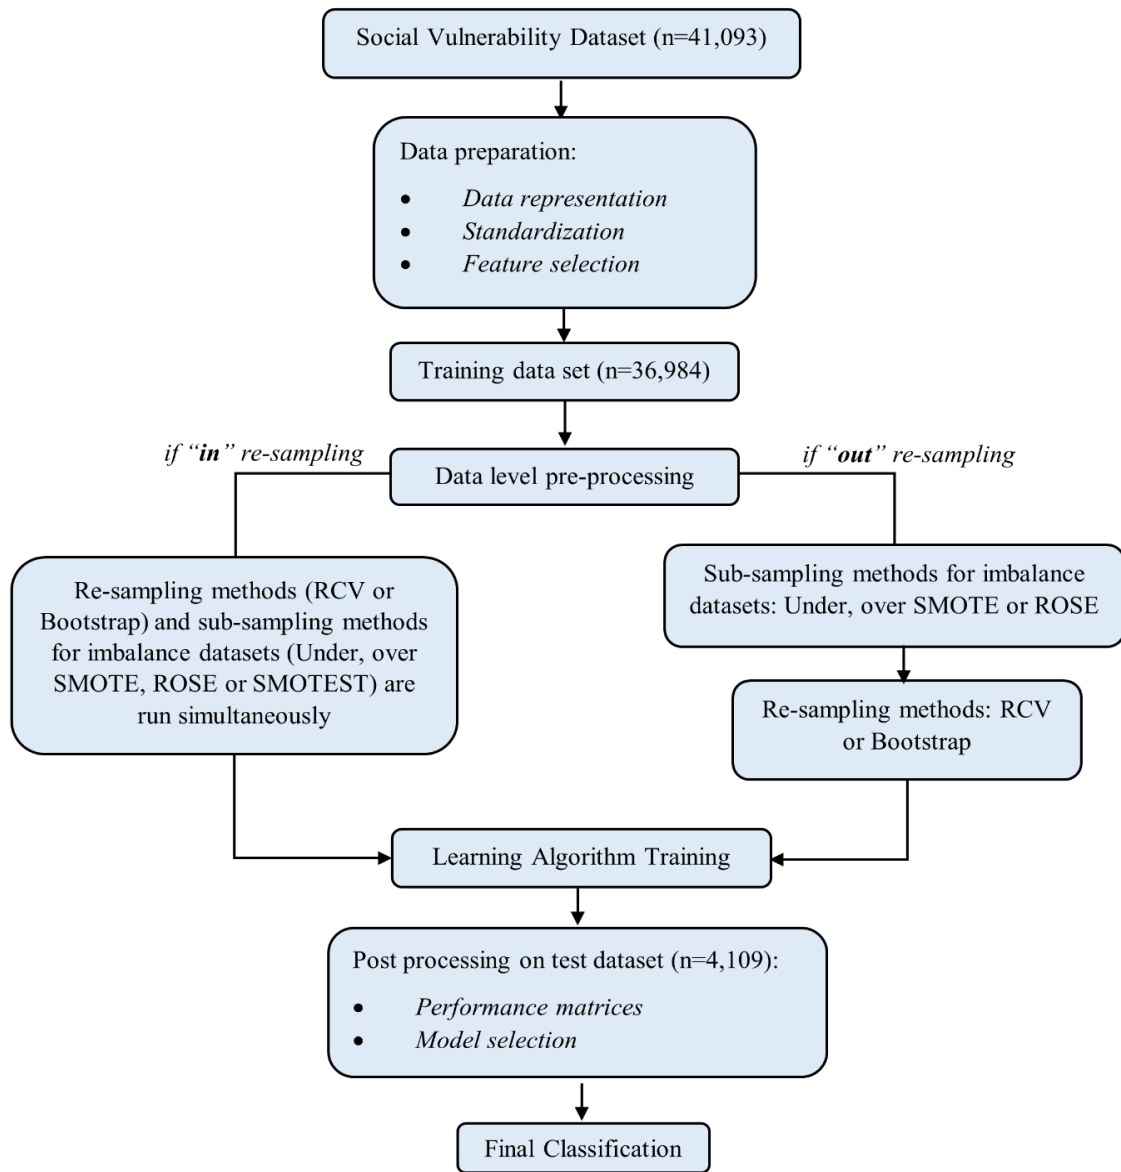 Social Vulnerability Dataset (n=41,093)
Data preparation:
• Data representation
• Standardization
• Feature selection
Training data set (n=36,984)
if “in” re-sampling
if “out” re-sampling
Data level pre-processing
Re-sampling methods (RCV or
Bootstrap) and sub-sampling methods
for imbalance datasets (Under, over
SMOTE, ROSE or SMOTEST) are
run simultaneously
Sub-sampling methods for imbalance
datasets: Under, over SMOTE or ROSE
Re-sampling methods: RCV
or Bootstrap
Learning Algorithm Training
Post processing on test dataset (n=4,109):
• Performance matrices
• Model selection
Final Classification